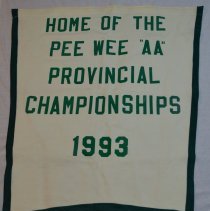 HOME OF THE
PEE WEE "AA"
PROVINCIAL
CHAMPIONSHIPS
1993